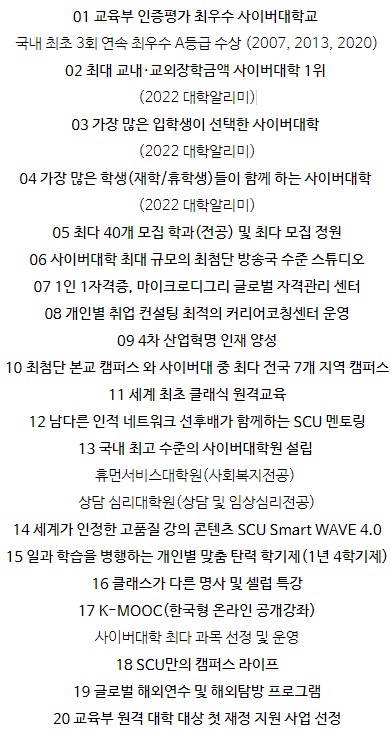 01 교육부 인증평가 최우수 사이버대학교
국내 최초 3회 연속 최우수 A등급 수상 (2007, 2013, 2020)
02 최대 교내·교외장학금액 사이버대학 1위
(2022 대학알리미)
03 가장 많은 입학생이 선택한 사이버대학
(2022 대학알리미)
04 가장 많은 학생(재학/휴학생)들이 함께 하는 사이버대학
(2022 대학알리미)
05 최다 40개 모집 학과(전공) 및 최다 모집 정원
06 사이버대학 최대 규모의 최첨단 방송국 수준 스튜디오
07 1인 1자격증, 마이크로디그리 글로벌 자격관리 센터
08 개인별 취업 컨설팅 최적의 커리어코칭센터 운영
09 4차 산업혁명 인재 양성
10 최첨단 본교 캠퍼스 와 사이버대 중 최다 전국 7개 지역 캠퍼스
11 세계 최초 클래식 원격교육
12 남다른 인적 네트워크 선후배가 함께하는 SCU 멘토링
13 국내 최고 수준의 사이버대학원 설립
휴먼서비스대학원(사회복지전공)
상담 심리대학원(상담 및 임상심리전공)
14 세계가 인정한 고품질 강의 콘텐츠 SCU Smart WAVE 4.0
15 일과 학습을 병행하는 개인별 맞춤 탄력 학기제(1년 4학기제)
16 클래스가 다른 명사 및 셀럽 특강
17 K-MOOC(한국형 온라인 공개강좌)
사이버대학 최다 과목 선정 및 운영
18 SCU만의 캠퍼스 라이프
19 글로벌 해외연수 및 해외탐방 프로그램
20 교육부 원격 대학 대상 첫 재정 지원 사업 선정